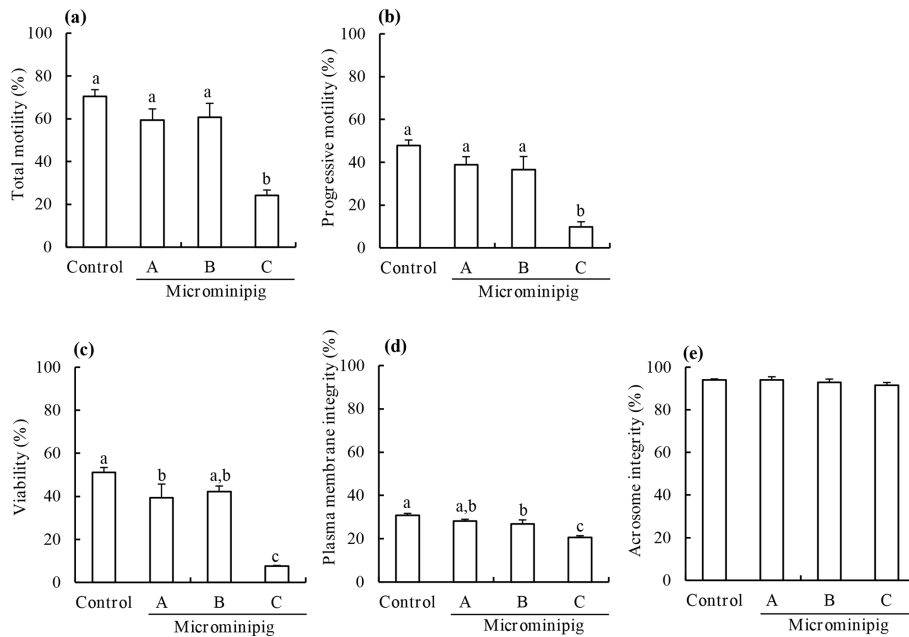 (a)
Total motility (%)
100
80
60
40
20
0
a
a
a
b
Control A B C
Microminipig
(b)
Progressive motility (%)
100
80
60
40
20
0
a
a
a
b
Control A B C
Microminipig
(c)
Viability (%)
100
80
60
40
20
0
a
b
a,b
c
Control A B C
Microminipig
(d)
Plasma membrane integrity (%)
100
80
60
40
20
0
a
a,b
b
c
Control A B C
Microminipig
(e)
Acrosome integrity (%)
100
80
60
40
20
0
Control A B C
Microminipig